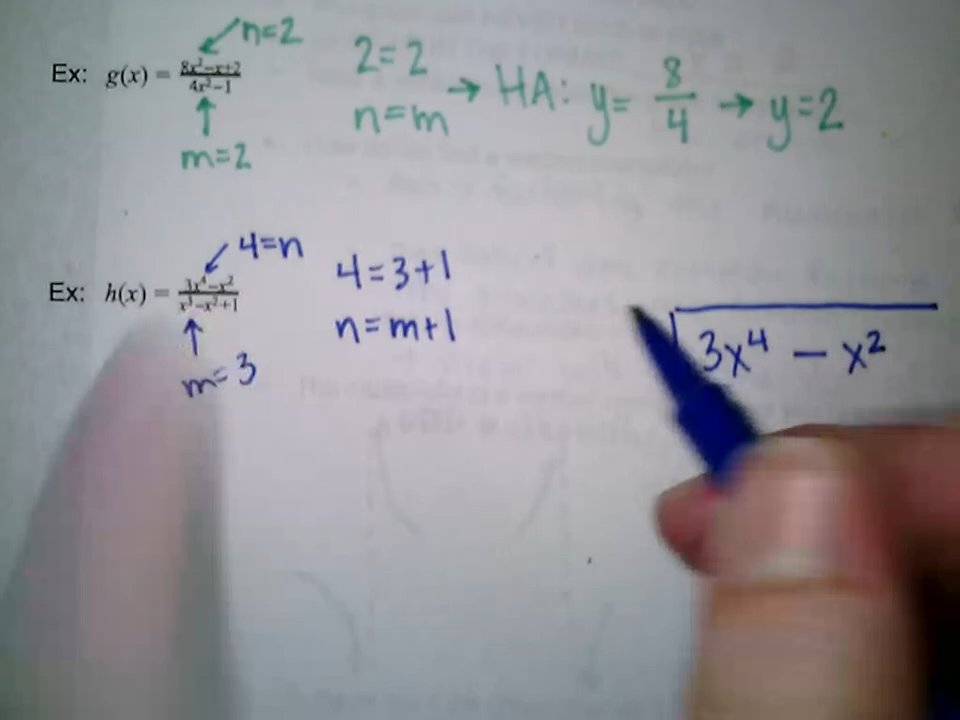 n=2
Ex: g(x) = 8x²−x+2 / 4x²−1
m=2
2=2
n=m → HA: y= 8/4 → y=2
4=n
Ex: h(x) = 3x⁴−x² / x³−x²+1
m=3
4=3+1
n=m+1
3x⁴ − x²